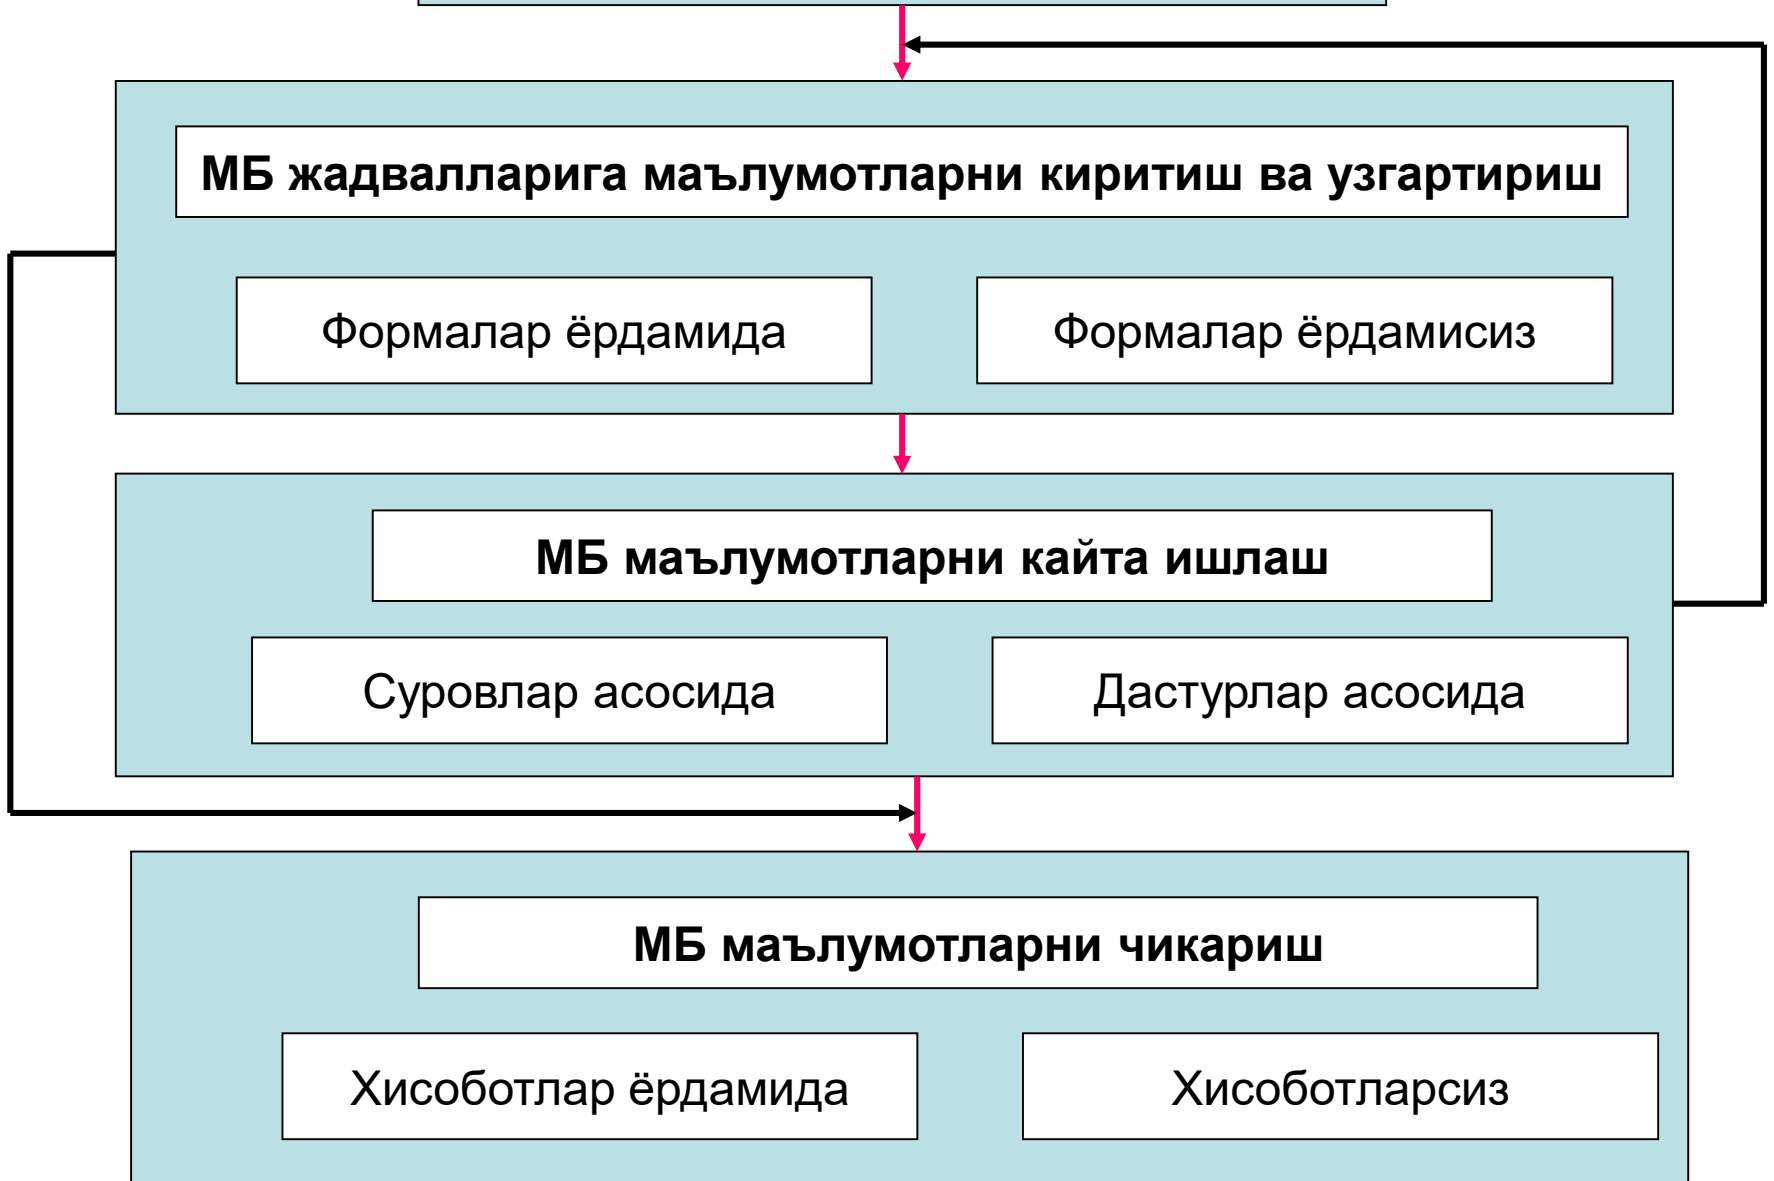 МБ жадвалларига маълумотларни киритиш ва узгартириш
Формалар ёрдамида
Формалар ёрдамисиз
МБ маълумотларни кайта ишлаш
Суровлар асосида
Дастурлар асосида
МБ маълумотларни чикариш
Хисоботлар ёрдамида
Хисоботларсиз